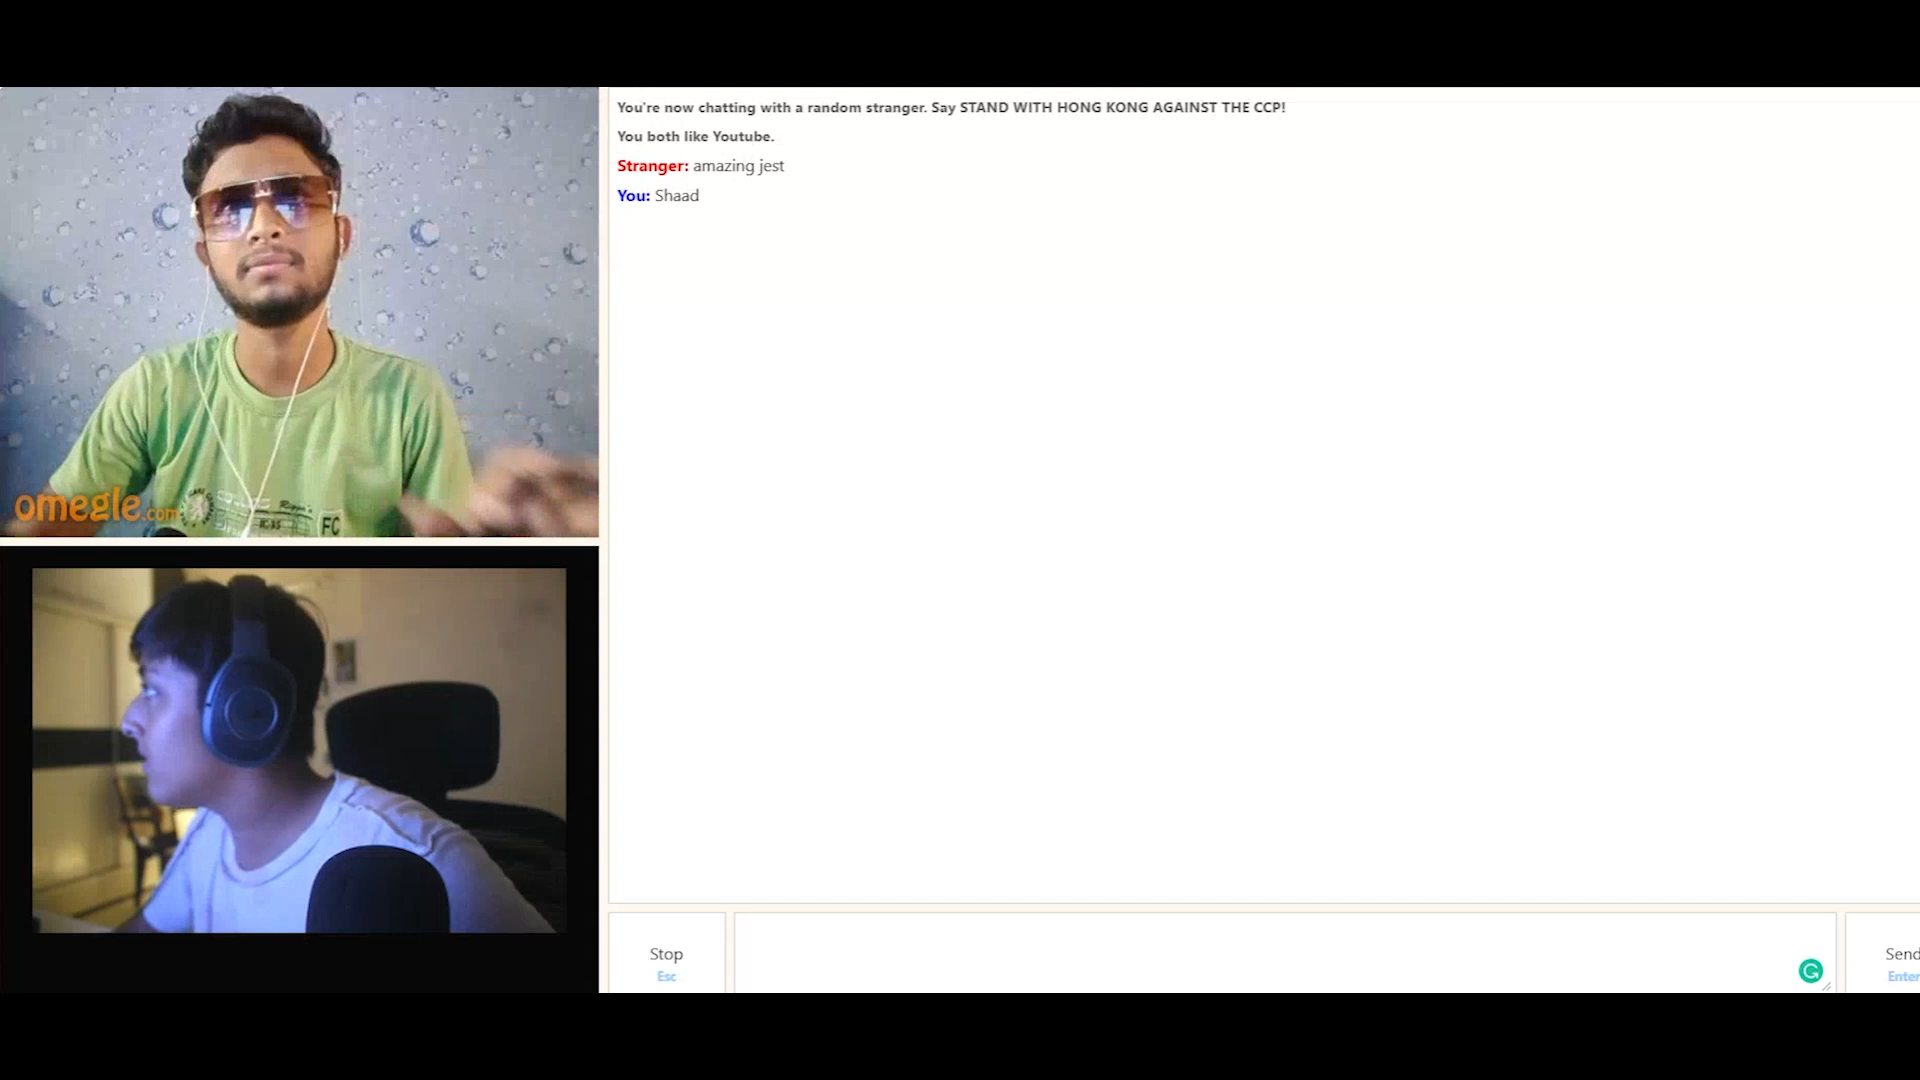 You're now chatting with a random stranger. Say STAND WITH HONG KONG AGAINST THE CCP!
You both like Youtube.
Stranger: amazing jest
You: Shaad
omegle.com
FC
Stop
Esc
Send
Enter